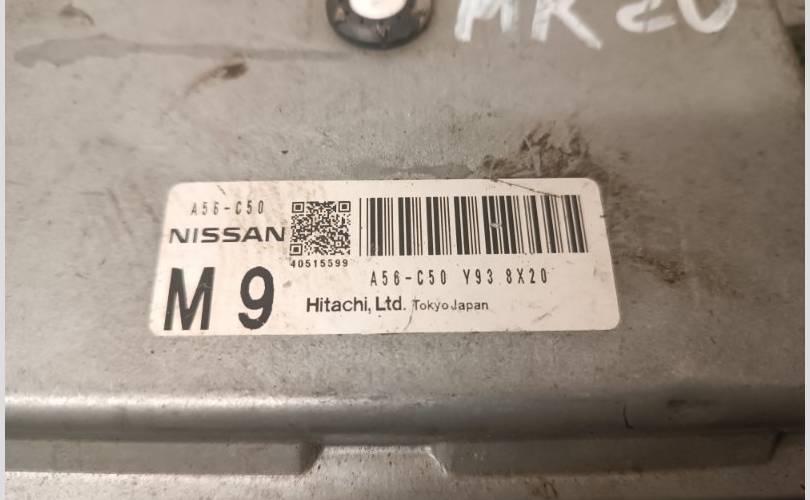 MR20
A56-C50
NISSAN
40515599
M 9
A56-C50 Y93 8X20
Hitachi, Ltd. Tokyo Japan